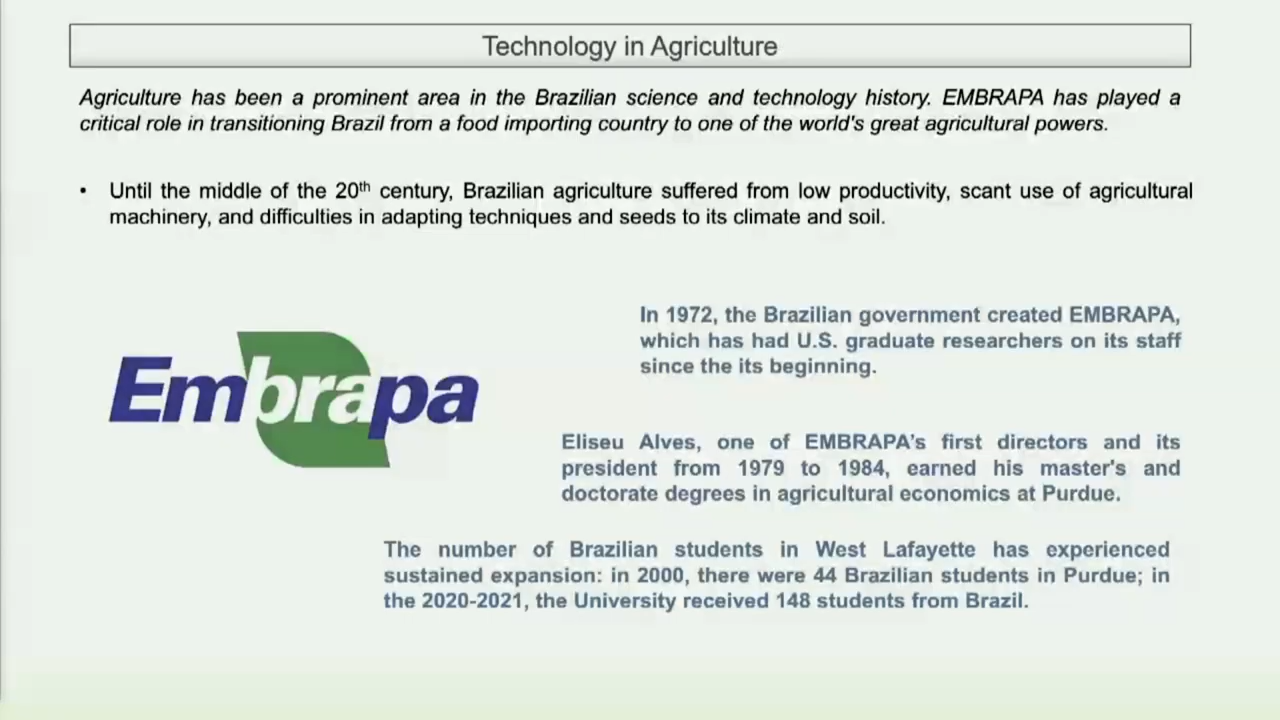 Technology in Agriculture
Agriculture has been a prominent area in the Brazilian science and technology history. EMBRAPA has played a
critical role in transitioning Brazil from a food importing country to one of the world's great agricultural powers.
• Until the middle of the 20th century, Brazilian agriculture suffered from low productivity, scant use of agricultural
machinery, and difficulties in adapting techniques and seeds to its climate and soil.
In 1972, the Brazilian government created EMBRAPA,
which has had U.S. graduate researchers on its staff
since the its beginning.
Embrapa
Eliseu Alves, one of EMBRAPA's first directors and its
president from 1979 to 1984, earned his master's and
doctorate degrees in agricultural economics at Purdue.
The number of Brazilian students in West Lafayette has experienced
sustained expansion: in 2000, there were 44 Brazilian students in Purdue; in
the 2020-2021, the University received 148 students from Brazil.